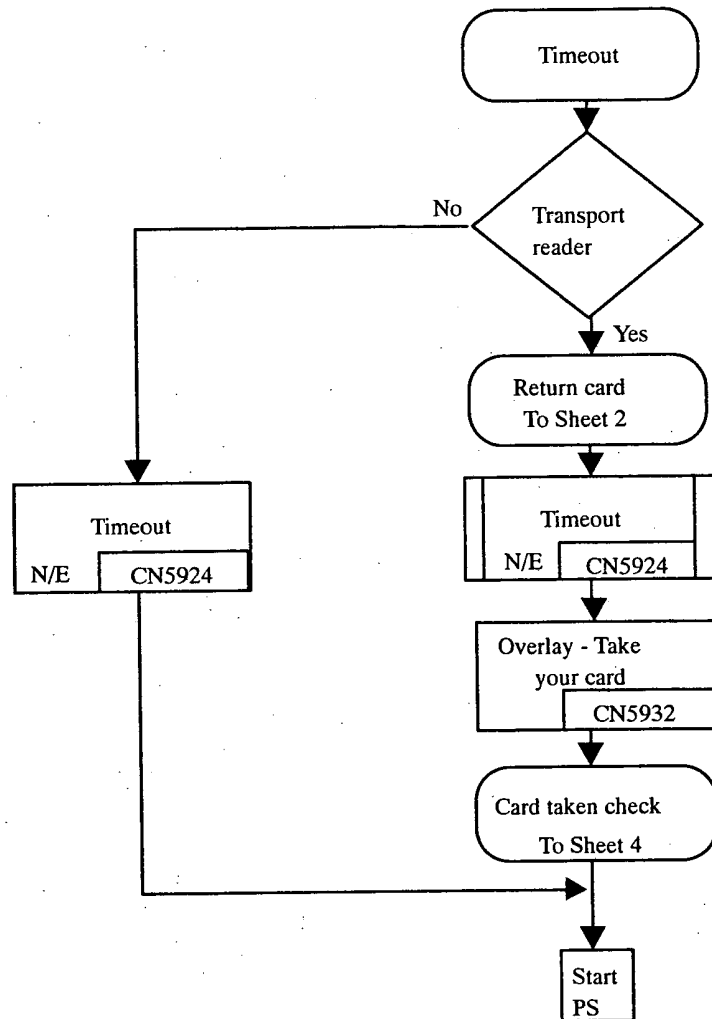 Timeout
No
Transport
reader
Yes
Return card
To Sheet 2
Timeout
N/E
CN5924
Timeout
N/E
CN5924
Overlay - Take
your card
CN5932
Card taken check
To Sheet 4
Start
PS